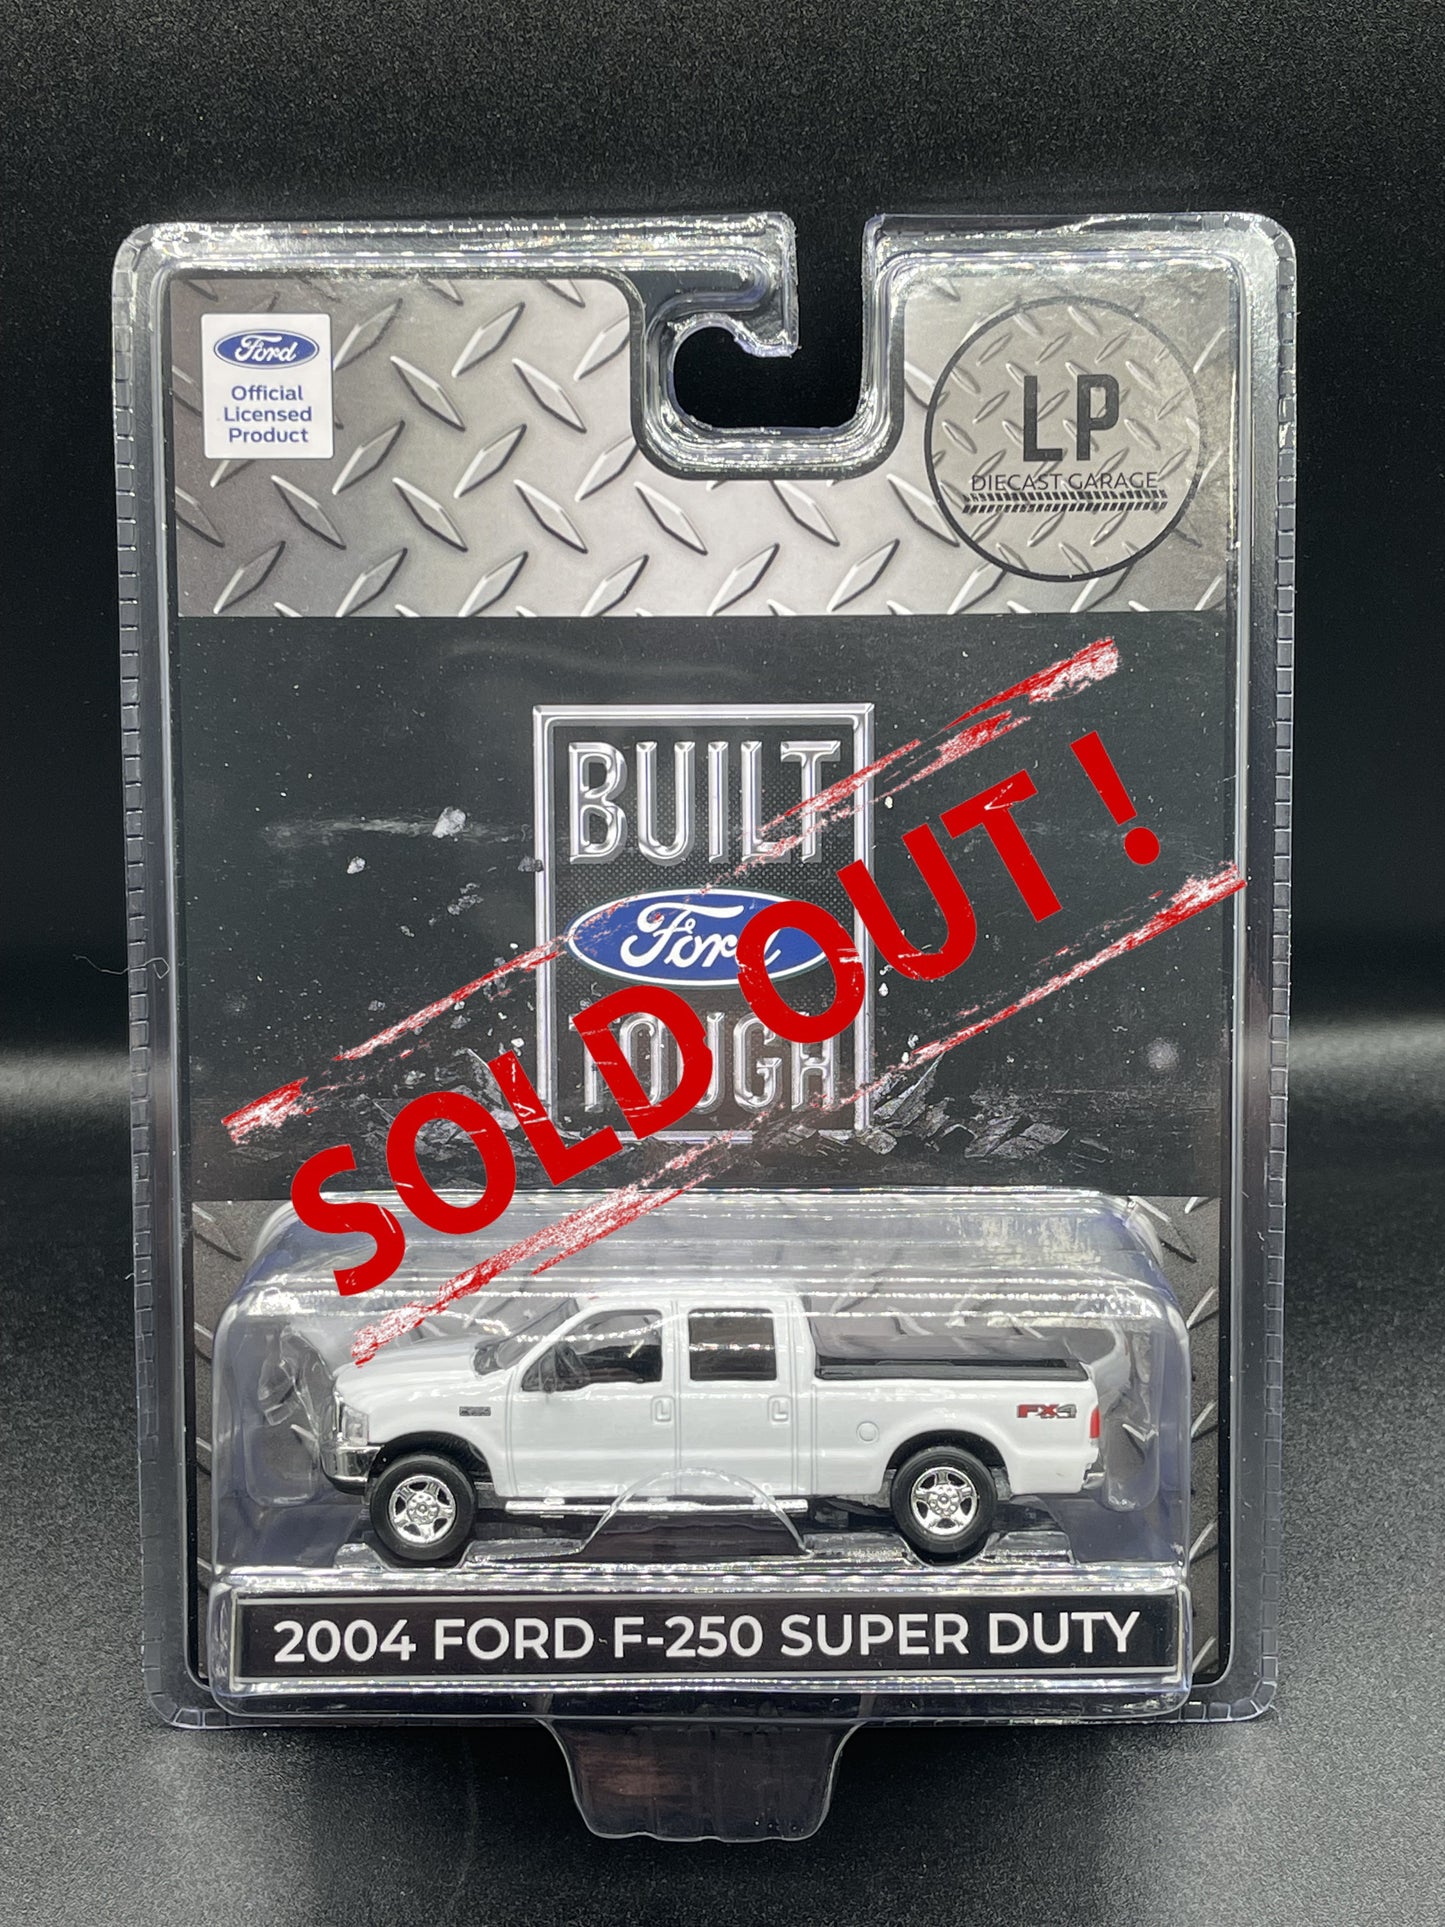 Ford
Official
Licensed
Product
LP
DIECAST GARAGE
BUILT
Ford
TOUGH
SOLD OUT!
FX4
2004 FORD F-250 SUPER DUTY